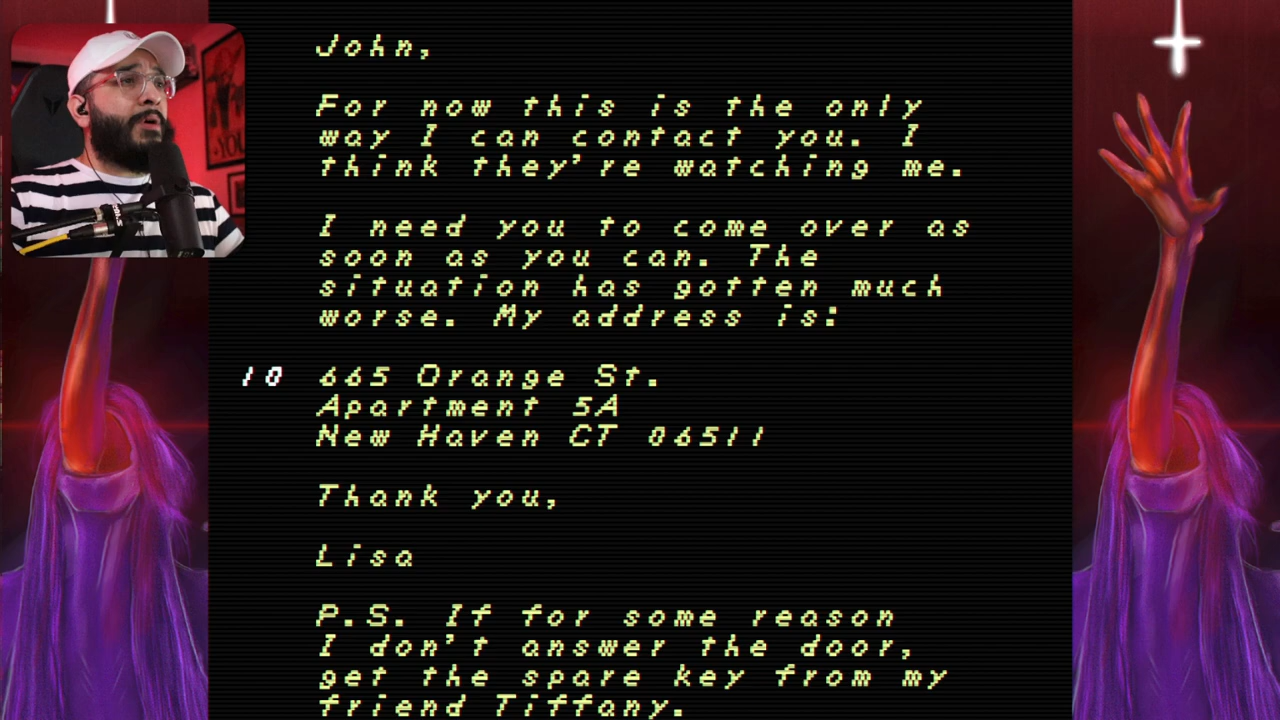 John,
For now this is the only
way I can contact you. I
think they're watching me.
I need you to come over as
soon as you can. The
situation has gotten much
worse. My address is:
10 665 Orange St.
Apartment 5A
New Haven CT 06511
Thank you,
Lisa
P.S. If for some reason
I don't answer the door,
get the spare key from my
friend Tiffany.